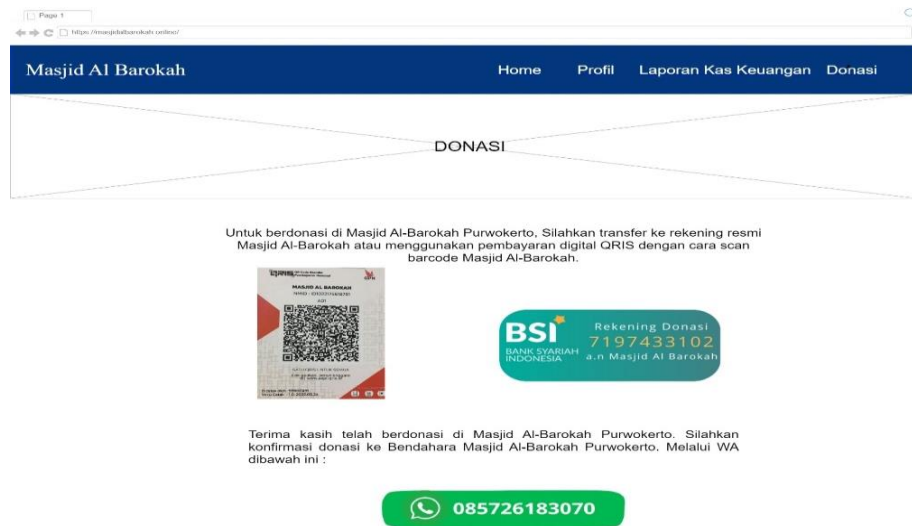 Page 1
https://masjidalbarokah.online/
Masjid Al Barokah
Home Profil Laporan Kas Keuangan Donasi
DONASI
Untuk berdonasi di Masjid Al-Barokah Purwokerto, Silahkan transfer ke rekening resmi
Masjid Al-Barokah atau menggunakan pembayaran digital QRIS dengan cara scan
barcode Masjid Al-Barokah.
MASJID AL BAROKAH
BSI
BANK SYARIAH
INDONESIA
Rekening Donasi
7197433102
a.n Masjid Al Barokah
Terima kasih telah berdonasi di Masjid Al-Barokah Purwokerto. Silahkan
konfirmasi donasi ke Bendahara Masjid Al-Barokah Purwokerto. Melalui WA
dibawah ini :
085726183070